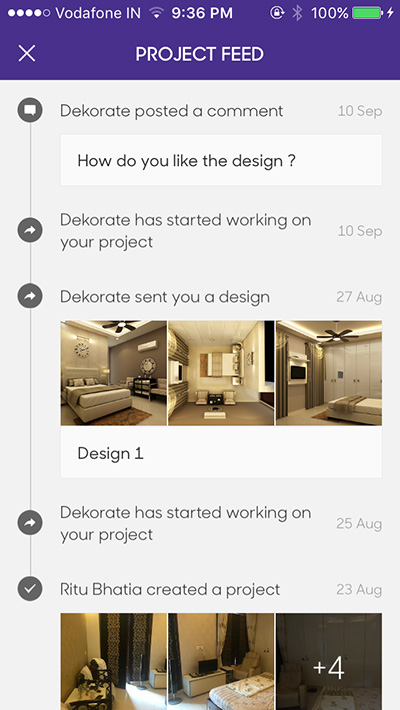 Vodafone IN 9:36 PM 100%
PROJECT FEED
Dekorate posted a comment 10 Sep
How do you like the design ?
Dekorate has started working on
your project 10 Sep
Dekorate sent you a design 27 Aug
Design 1
Dekorate has started working on
your project 25 Aug
Ritu Bhatia created a project 23 Aug
+4